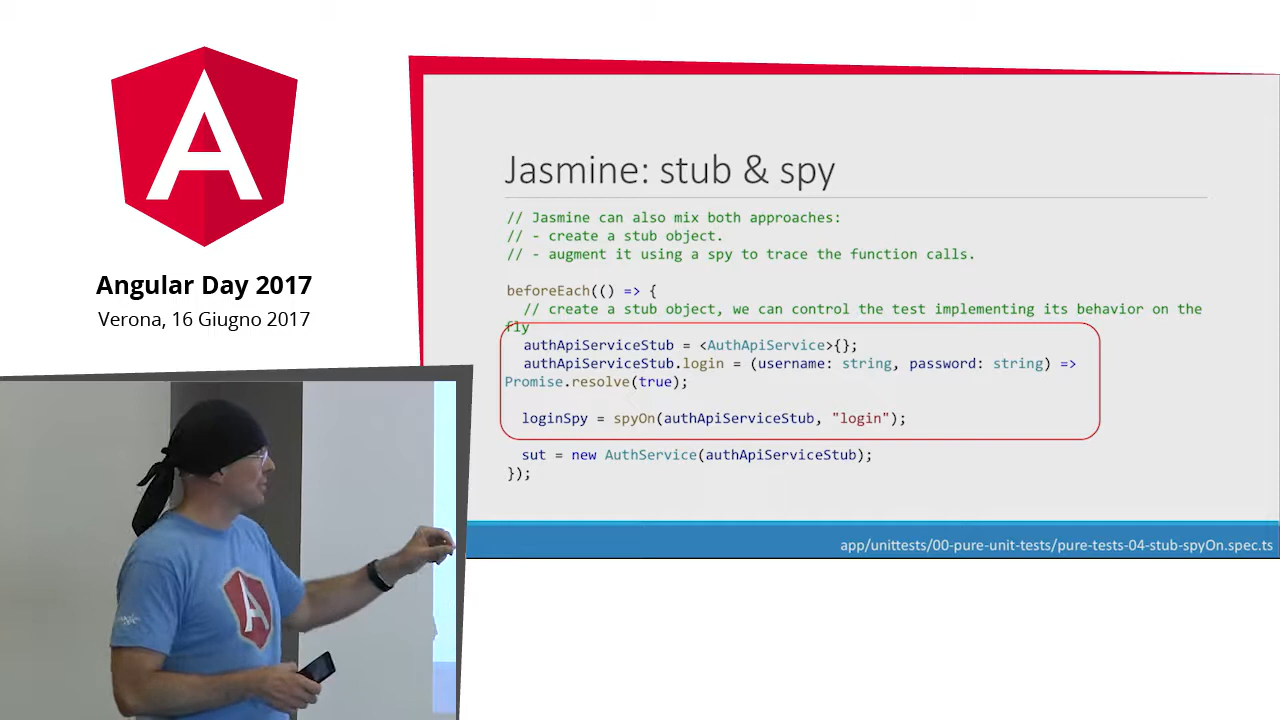 Angular Day 2017
Verona, 16 Giugno 2017
Jasmine: stub & spy
// Jasmine can also mix both approaches:
// - create a stub object.
// - augment it using a spy to trace the function calls.
beforeEach(() => {
// create a stub object, we can control the test implementing its behavior on the
fly
authApiServiceStub = <AuthApiService>{};
authApiServiceStub.login = (username: string, password: string) =>
Promise.resolve(true);
loginSpy = spyOn(authApiServiceStub, "login");
sut = new AuthService(authApiServiceStub);
});
app/unittests/00-pure-unit-tests/pure-tests-04-stub-spyOn.spec.ts